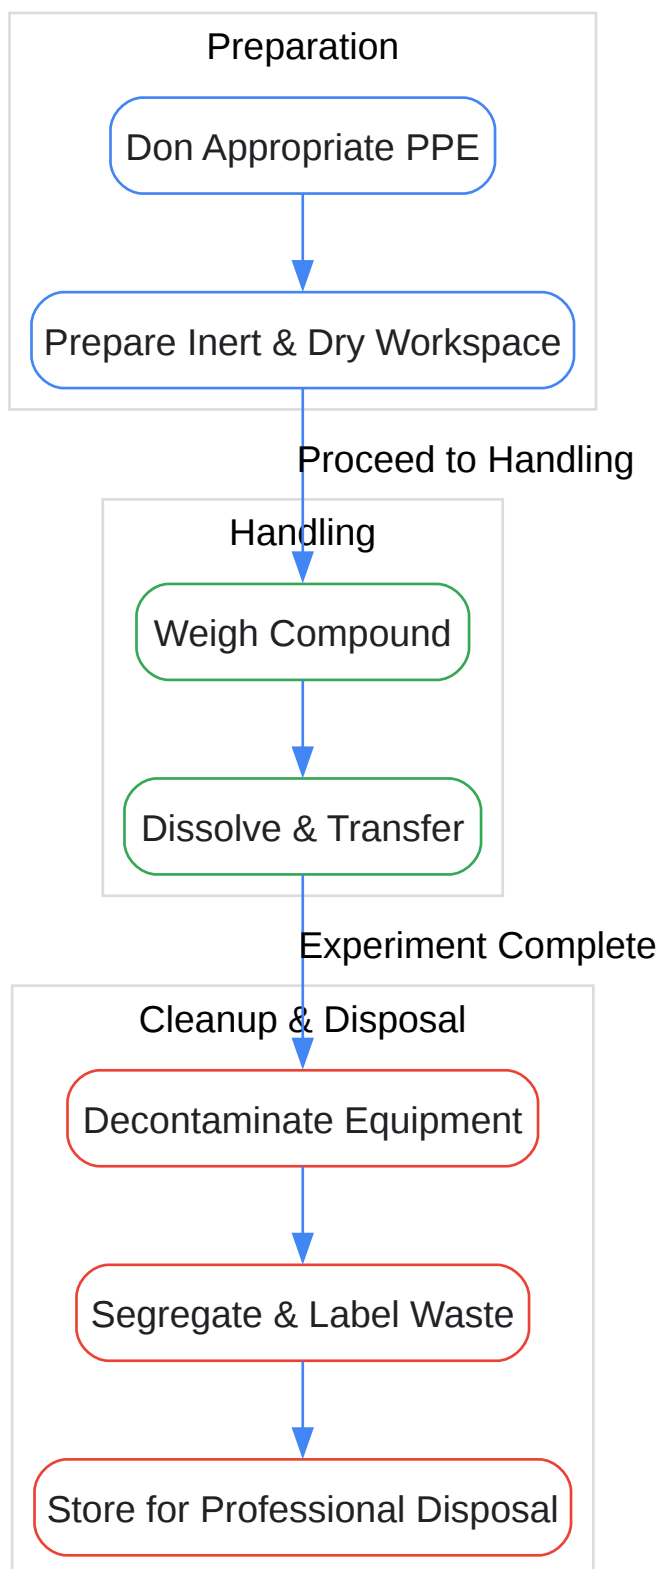 Preparation
Don Appropriate PPE
Prepare Inert & Dry Workspace
Proceed to Handling
Handling
Weigh Compound
Dissolve & Transfer
Experiment Complete
Cleanup & Disposal
Decontaminate Equipment
Segregate & Label Waste
Store for Professional Disposal